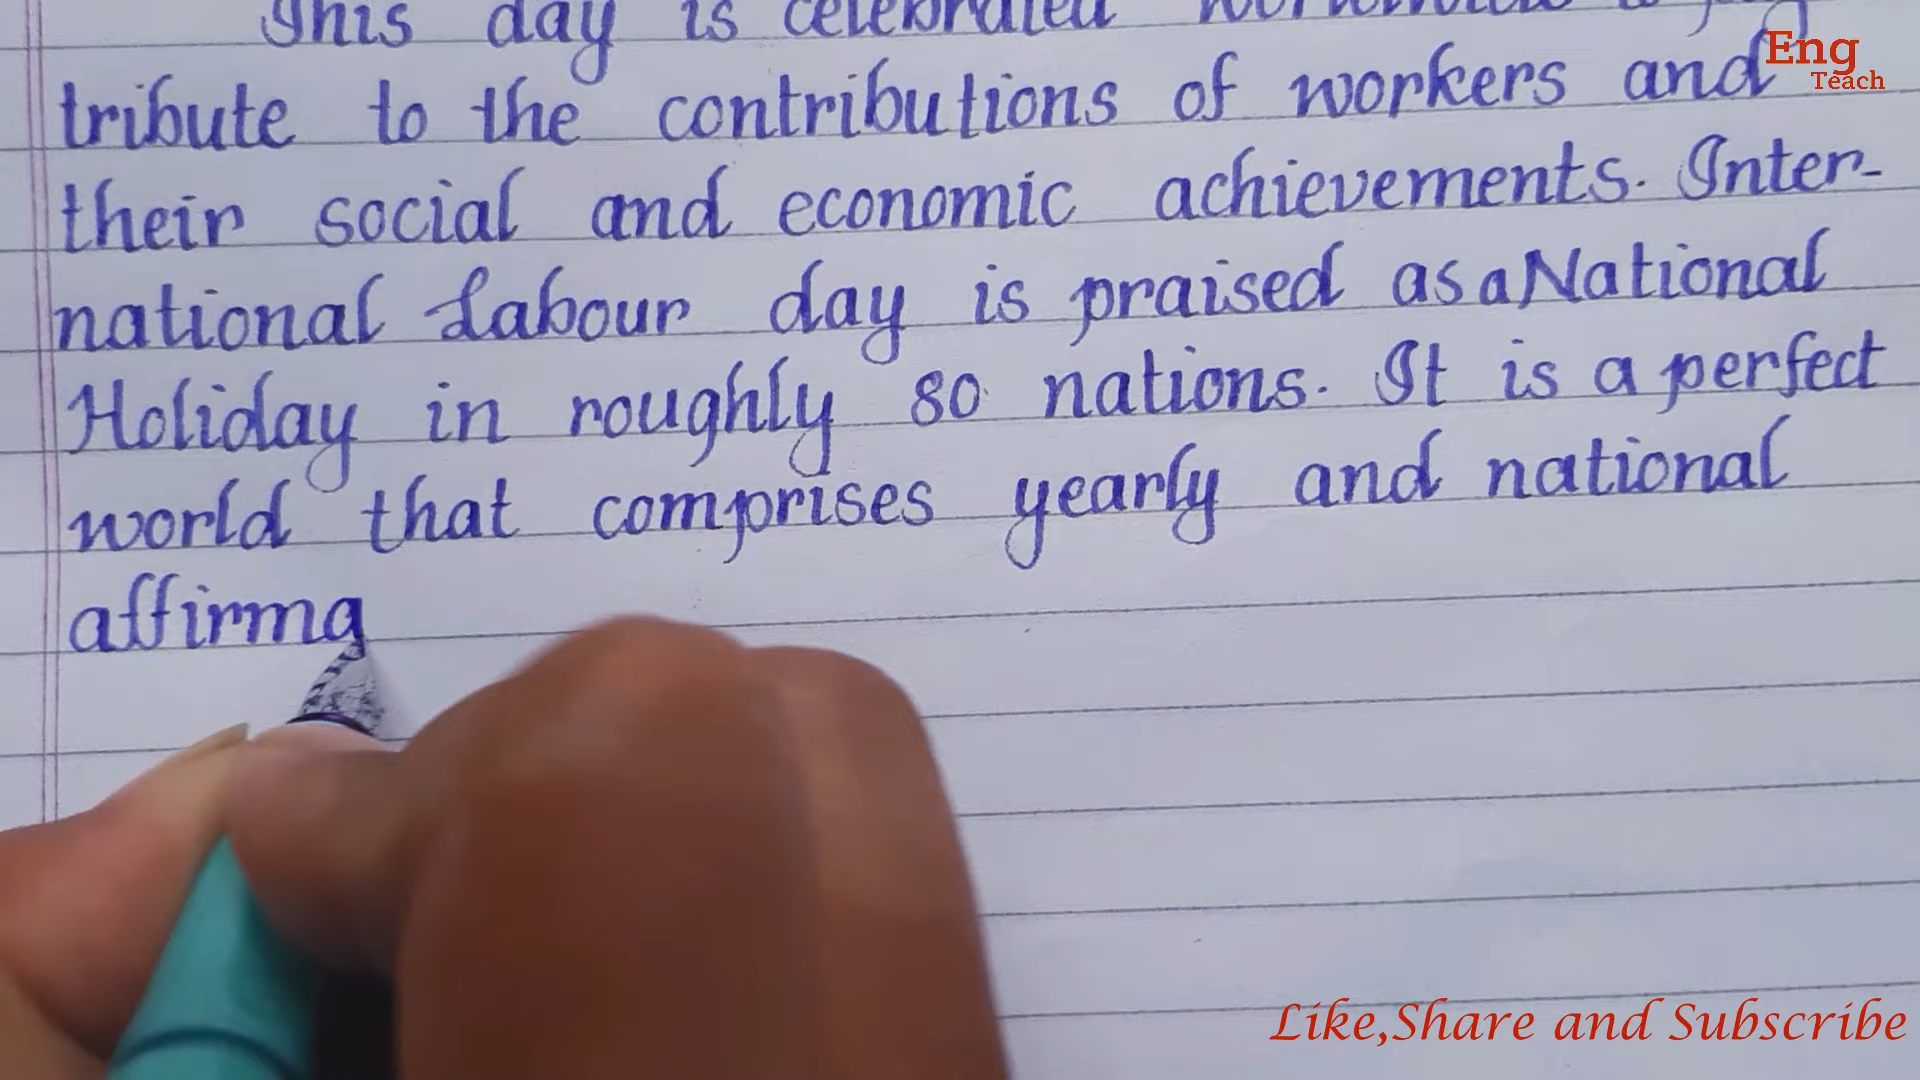 This day is celebrated
tribute to the contributions of workers and
their social and economic achievements. Inter-
national Labour day is praised as a National
Holiday in roughly 80 nations. It is a perfect
world that comprises yearly and national
affirma
Eng
Teach
Like,Share and Subscribe